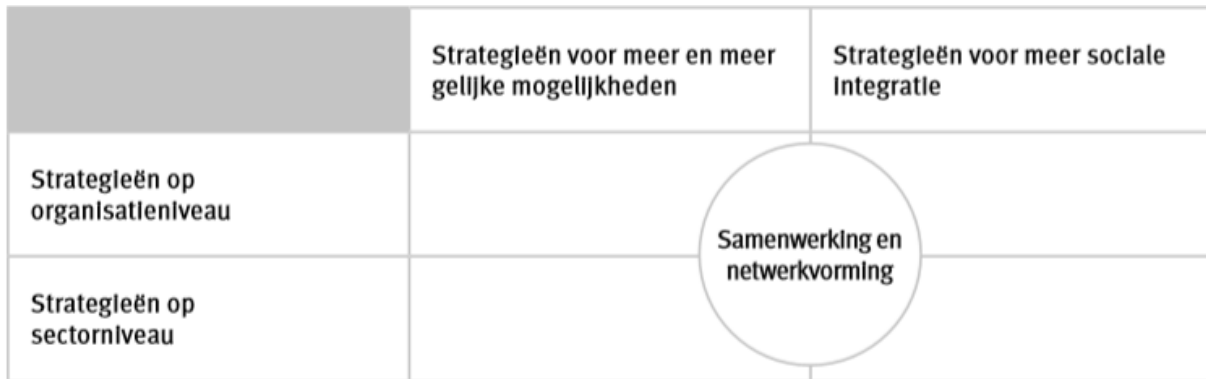 Strategieën voor meer en meer
gelijke mogelijkheden
Strategieën voor meer sociale
integratie
Strategieën op
organisatieniveau
Samenwerking en
netwerkvorming
Strategieën op
sectorniveau